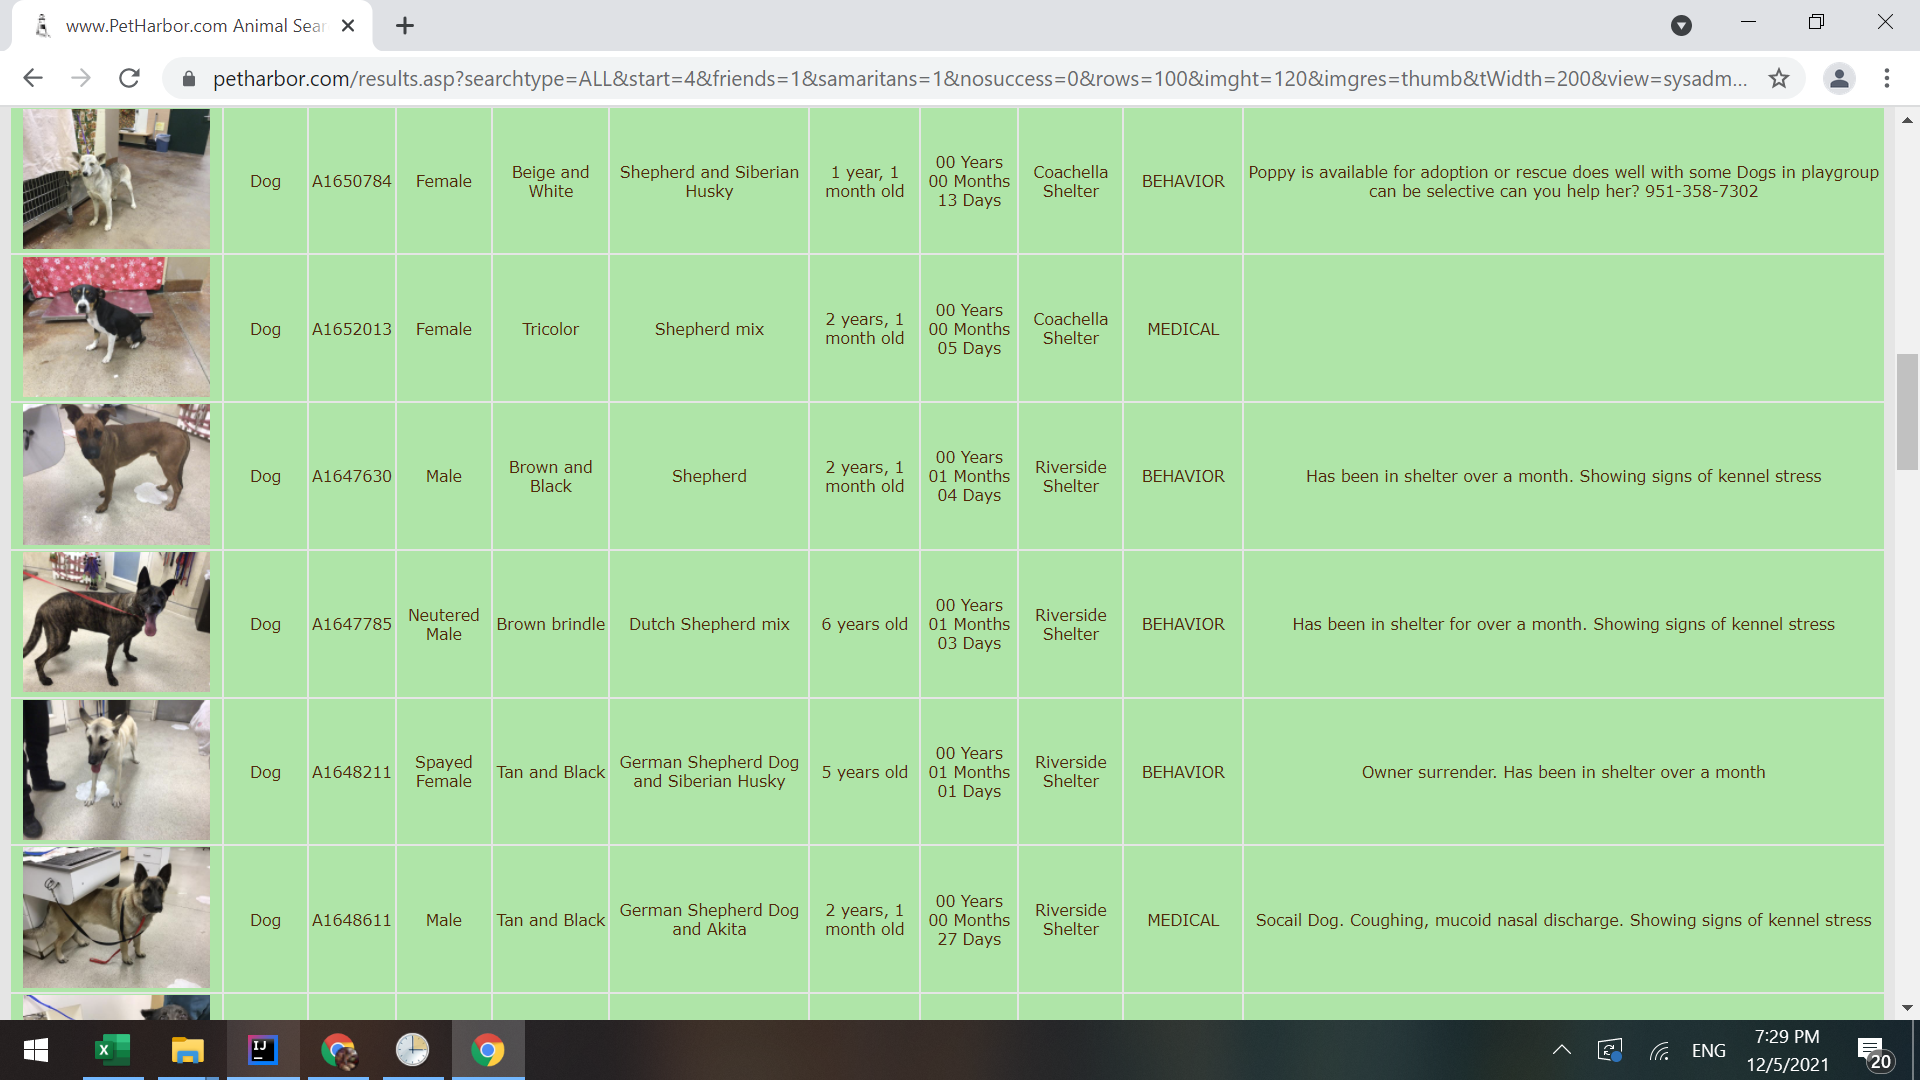 www.PetHarbor.com Animal Sear
petharbor.com/results.asp?searchtype=ALL&start=4&friends=1&samaritans=1&nosuccess=0&rows=100&imght=120&imgres=thumb&tWidth=200&view=sysadm...
Dog
A1650784
Female
Beige and
White
Shepherd and Siberian
Husky
1 year, 1
month old
00 Years
00 Months
13 Days
Coachella
Shelter
BEHAVIOR
Poppy is available for adoption or rescue does well with some Dogs in playgroup
can be selective can you help her? 951-358-7302
Dog
A1652013
Female
Tricolor
Shepherd mix
2 years, 1
month old
00 Years
00 Months
05 Days
Coachella
Shelter
MEDICAL
Dog
A1647630
Male
Brown and
Black
Shepherd
2 years, 1
month old
00 Years
01 Months
04 Days
Riverside
Shelter
BEHAVIOR
Has been in shelter over a month. Showing signs of kennel stress
Dog
A1647785
Neutered
Male
Brown brindle
Dutch Shepherd mix
6 years old
00 Years
01 Months
03 Days
Riverside
Shelter
BEHAVIOR
Has been in shelter for over a month. Showing signs of kennel stress
Dog
A1648211
Spayed
Female
Tan and Black
German Shepherd Dog
and Siberian Husky
5 years old
00 Years
01 Months
01 Days
Riverside
Shelter
BEHAVIOR
Owner surrender. Has been in shelter over a month
Dog
A1648611
Male
Tan and Black
German Shepherd Dog
and Akita
2 years, 1
month old
00 Years
00 Months
27 Days
Riverside
Shelter
MEDICAL
Socail Dog. Coughing, mucoid nasal discharge. Showing signs of kennel stress
X
IJ
ENG
7:29 PM
12/5/2021
20